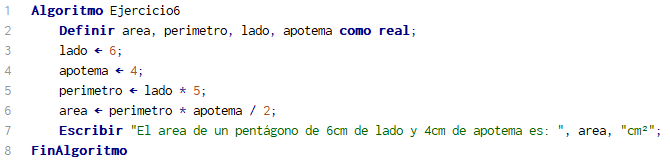 1 Algoritmo Ejercicio6
2 Definir area, perimetro, lado, apotema como real;
3 lado ← 6;
4 apotema ← 4;
5 perimetro ← lado * 5;
6 area ← perimetro * apotema / 2;
7 Escribir "El area de un pentágono de 6cm de lado y 4cm de apotema es: ", area, "cm²";
8 FinAlgoritmo